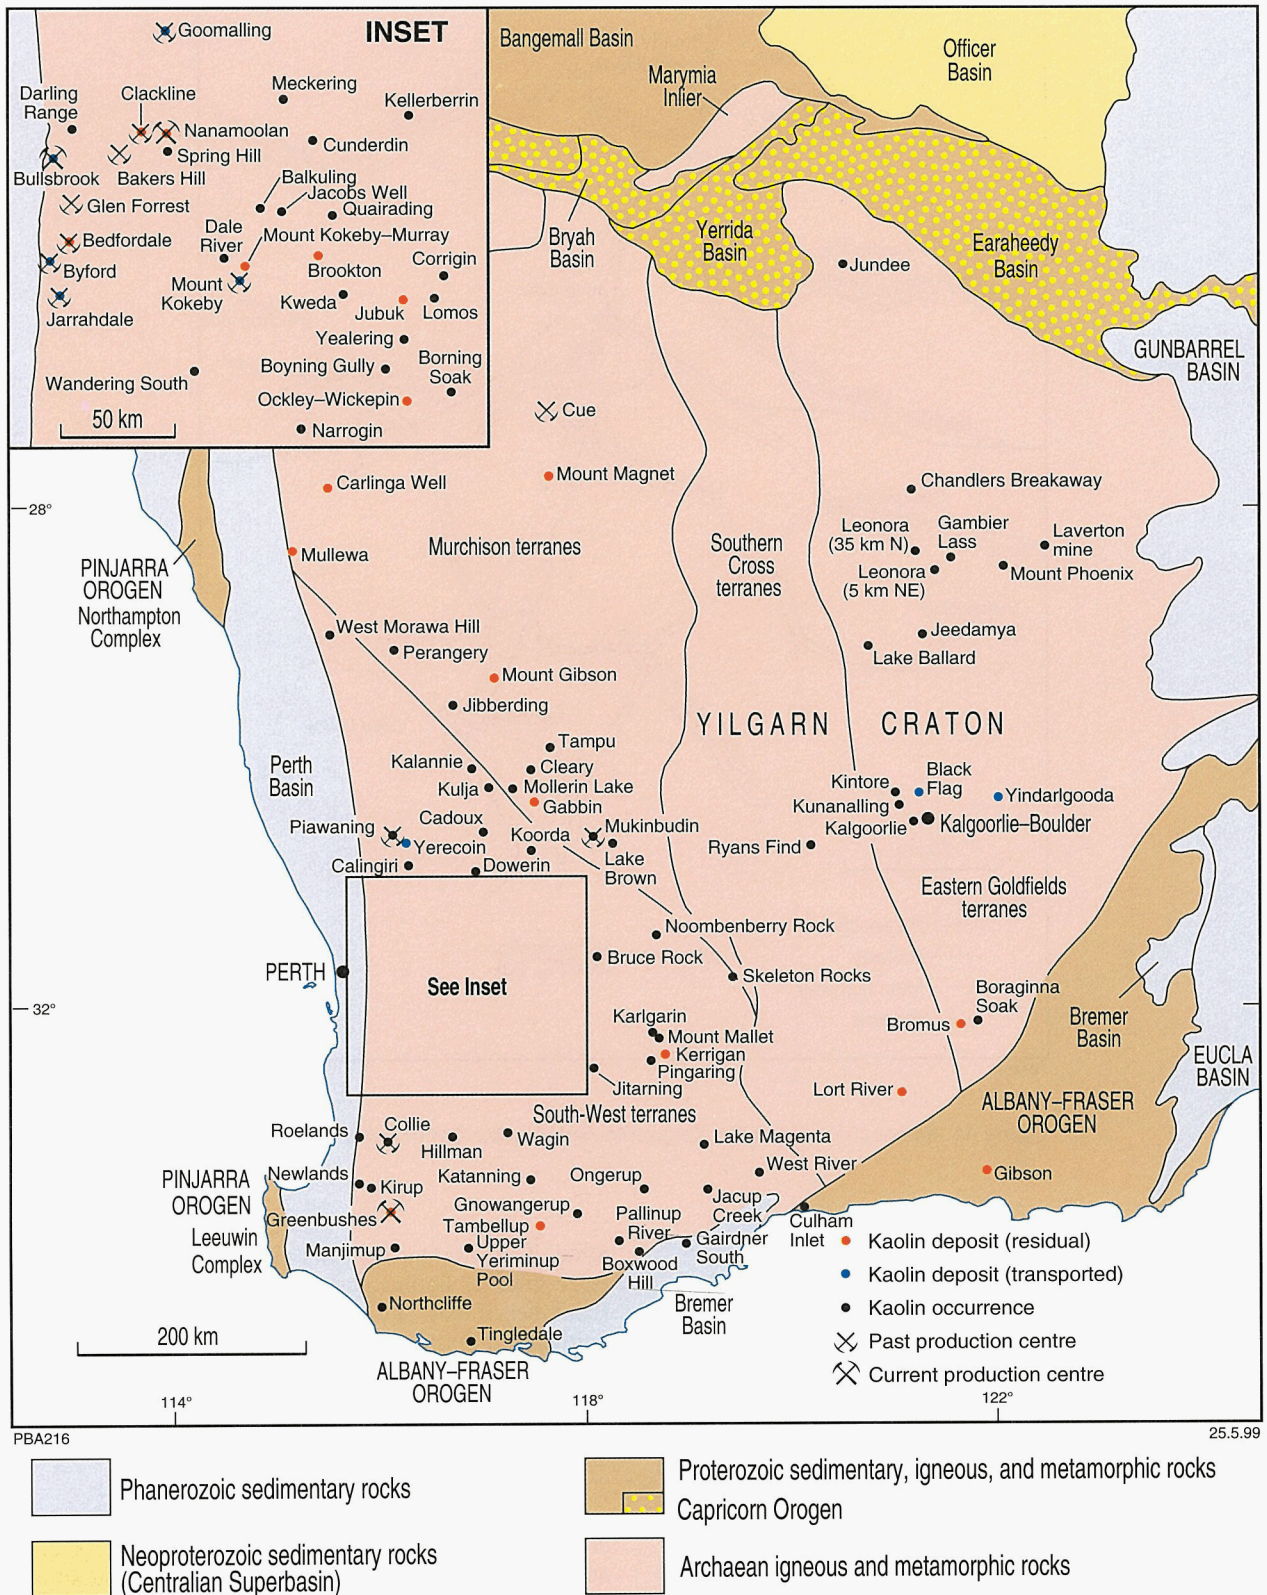 INSET
Goomalling
Meckering
Kellerberrin
Darling
Range
Clackline
Nanamoolan
Cunderdin
Spring Hill
Bullsbrook
Bakers Hill
Balkuling
Jacobs Well
Glen Forrest
Quairading
Dale
River
Mount Kokeby–Murray
Bedfordale
Byford
Brookton
Corrigin
Mount
Kokeby
Kweda
Jubuk
Lomos
Jarrahdale
Yealering
Boyning Gully
Borning
Soak
Wandering South
Ockley–Wickepin
50 km
Narrogin
Bangemall Basin
Marymia
Inlier
Officer
Basin
Bryah
Basin
Yerrida
Basin
Earaheedy
Basin
Jundee
GUNBARREL
BASIN
Cue
Carlinga Well
Mount Magnet
Chandlers Breakaway
28°
Mullewa
Murchison terranes
Southern
Cross
terranes
Leonora
(35 km N)
Gambier
Lass
Laverton
mine
Leonora
(5 km NE)
Mount Phoenix
PINJARRA
OROGEN
Northampton
Complex
West Morawa Hill
Perangery
Jeedamya
Lake Ballard
Mount Gibson
Jibberding
YILGARN CRATON
Tampu
Perth
Basin
Kalannie
Cleary
Kulja
Mollerin Lake
Gabbin
Kintore
Black
Flag
Yindarlgooda
Kunanalling
Kalgoorlie
Kalgoorlie–Boulder
Piawaning
Cadoux
Koorda
Mukinbudin
Yerecoin
Ryans Find
Calingiri
Dowerin
Lake
Brown
Eastern Goldfields
terranes
Noombenberry Rock
Bruce Rock
PERTH
See Inset
Skeleton Rocks
Boraginna
Soak
32°
Karlgarin
Mount Mallet
Bromus
Bremer
Basin
Kerrigan
Pingaring
EUCLA
BASIN
Jitarning
Lort River
South-West terranes
ALBANY–FRASER
OROGEN
Roelands
Collie
Hillman
Wagin
Lake Magenta
West River
Gibson
PINJARRA
OROGEN
Newlands
Kirup
Katanning
Ongerup
Leeuwin
Complex
Greenbushes
Gnowangerup
Tambellup
Pallinup
River
Jacup
Creek
Culham
Inlet
Manjimup
Upper
Yeriminup
Pool
Boxwood
Hill
Gairdner
South
Northcliffe
Bremer
Basin
Tingledale
200 km
ALBANY–FRASER
OROGEN
Kaolin deposit (residual)
Kaolin deposit (transported)
Kaolin occurrence
Past production centre
Current production centre
114°
118°
122°
PBA216
25.5.99
Phanerozoic sedimentary rocks
Neoproterozoic sedimentary rocks
(Centralian Superbasin)
Proterozoic sedimentary, igneous, and metamorphic rocks
Capricorn Orogen
Archaean igneous and metamorphic rocks